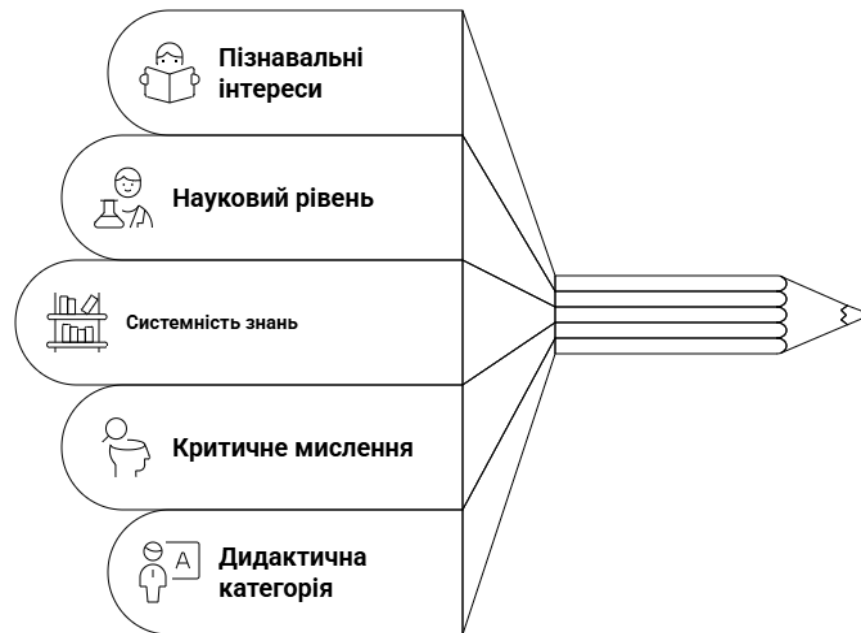 Пізнавальні
інтереси
Науковий рівень
Системність знань
Критичне мислення
A
Дидактична
категорія